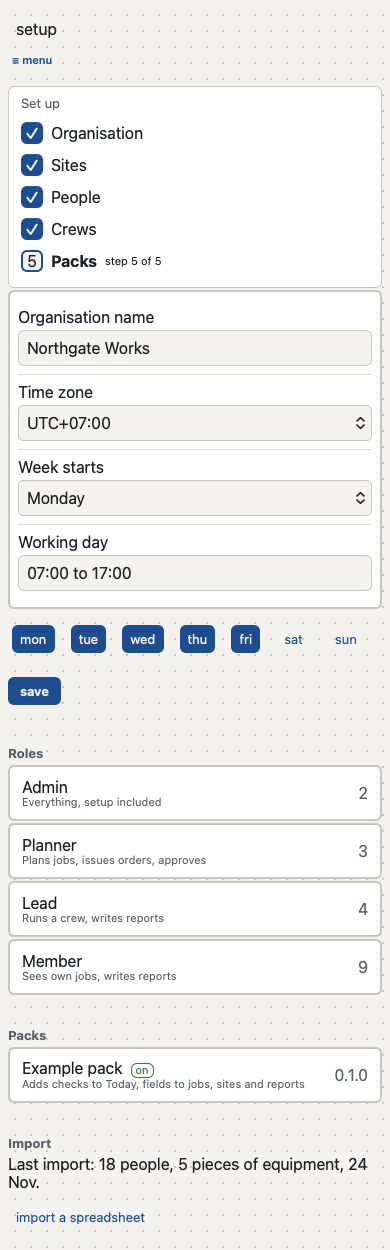 setup
≡ menu
Set up
Organisation
Sites
People
Crews
5 Packs step 5 of 5
Organisation name
Northgate Works
Time zone
UTC+07:00
Week starts
Monday
Working day
07:00 to 17:00
mon tue wed thu fri sat sun
save
Roles
Admin 2
Everything, setup included
Planner 3
Plans jobs, issues orders, approves
Lead 4
Runs a crew, writes reports
Member 9
Sees own jobs, writes reports
Packs
Example pack on 0.1.0
Adds checks to Today, fields to jobs, sites and reports
Import
Last import: 18 people, 5 pieces of equipment, 24
Nov.
import a spreadsheet